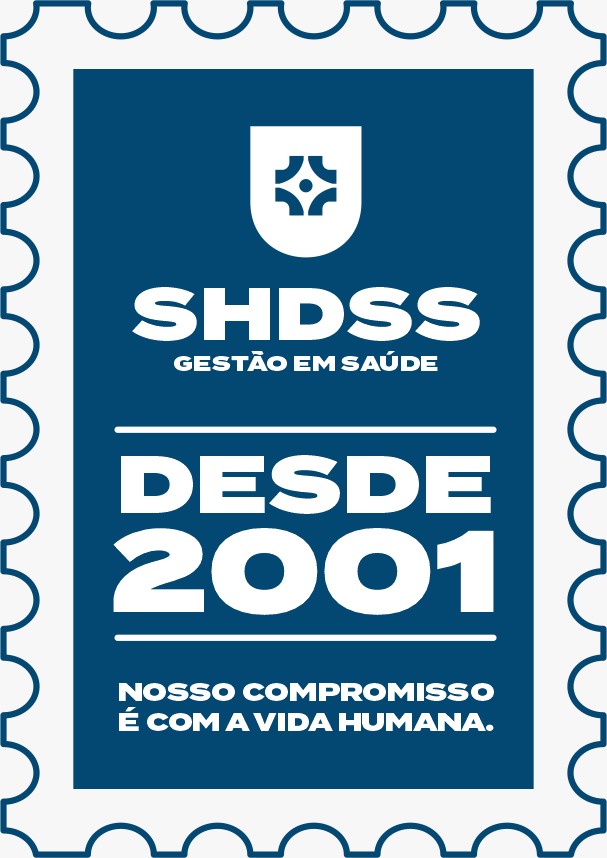 SHDSS
GESTÃO EM SAÚDE
DESDE
2001
NOSSO COMPROMISSO
É COM A VIDA HUMANA.